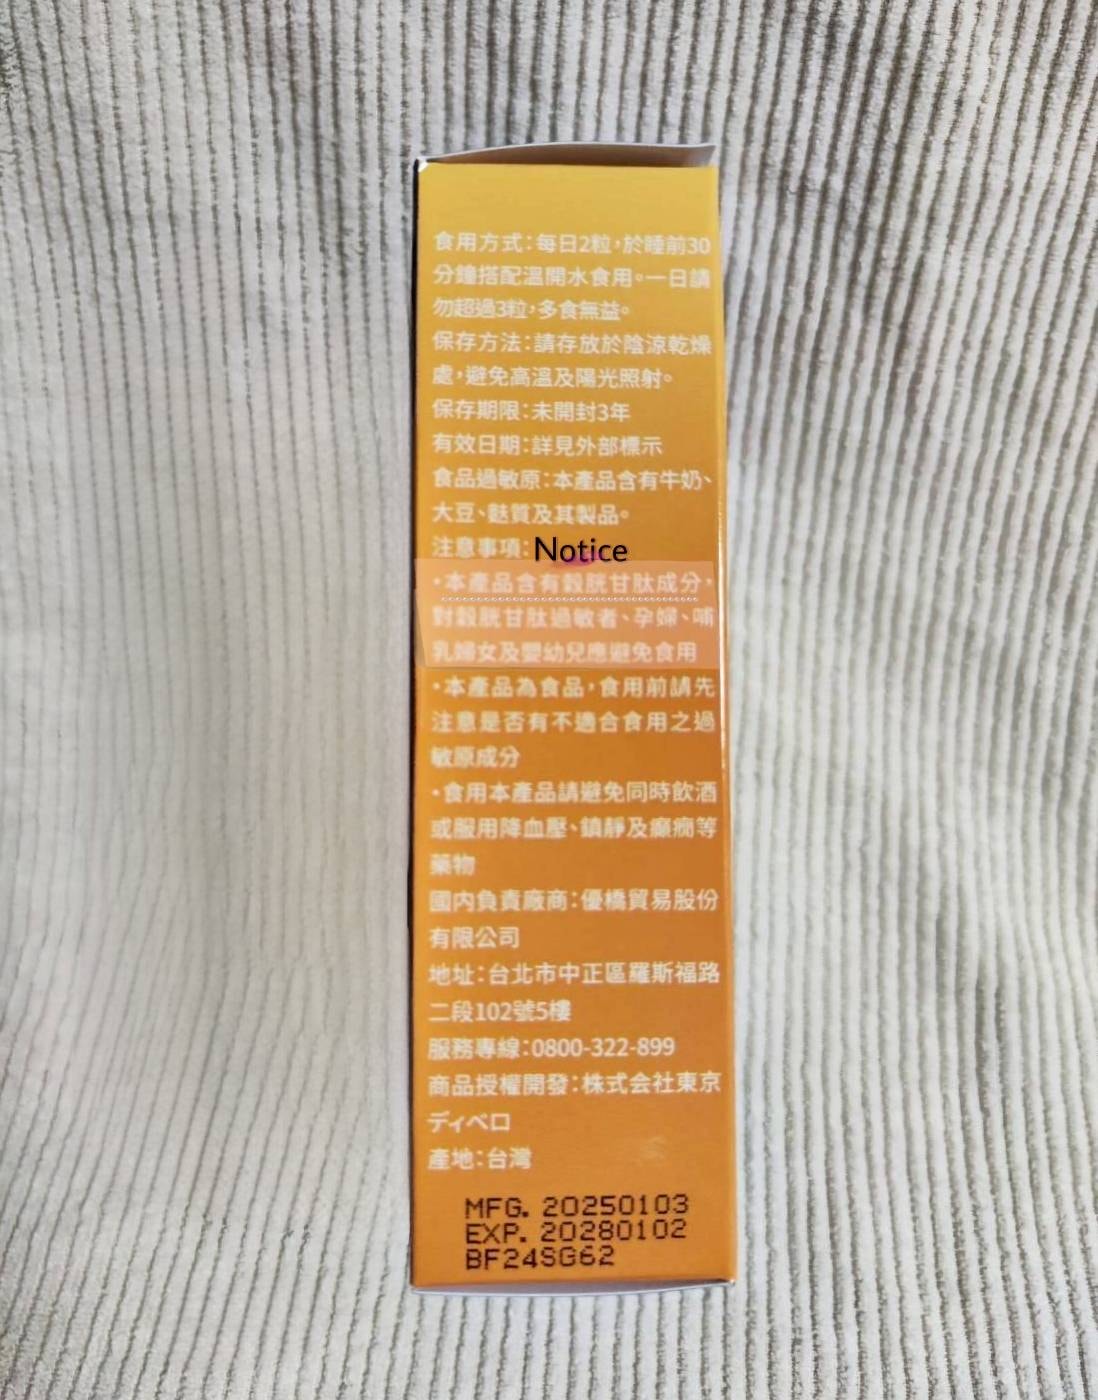 食用方式：每日2粒，於睡前30
分鐘搭配溫開水食用。一日請
勿超過3粒，多食無益。
保存方法：請存放於陰涼乾燥
處，避免高溫及陽光照射。
保存期限：未開封3年
有效日期：詳見外部標示
食品過敏原：本產品含有牛奶、
大豆、麩質及其製品。
注意事項：Notice
・本產品含有穀胱甘肽成分，
對穀胱甘肽過敏者、孕婦、哺
乳婦女及嬰幼兒應避免食用
・本產品為食品，食用前請先
注意是否有不適合食用之過
敏原成分
・食用本產品請避免同時飲酒
或服用降血壓、鎮靜及癲癇等
藥物
國內負責廠商：優橋貿易股份
有限公司
地址：台北市中正區羅斯福路
二段102號5樓
服務專線：0800-322-899
商品授權開發：株式会社東京
ディベロ
產地：台灣
MFG. 20250103
EXP. 20280102
BF24SG62